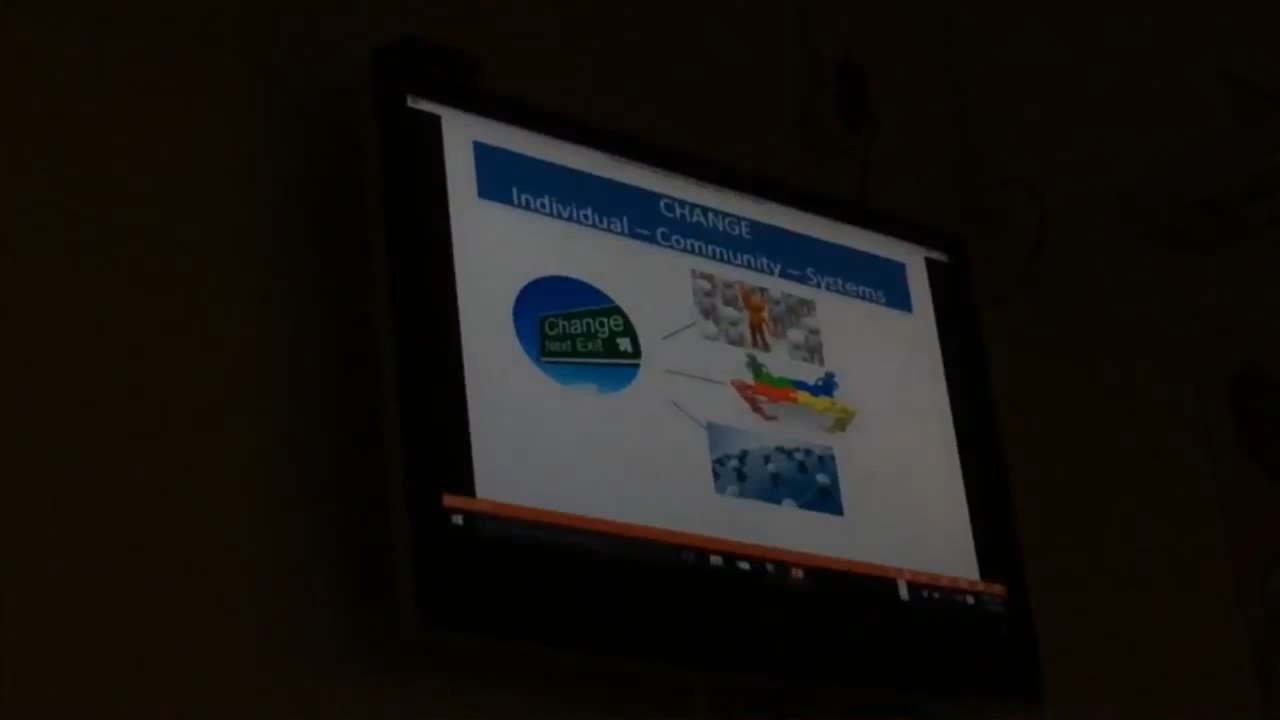 CHANGE
Individual – Community – Systems
Change
Next Exit